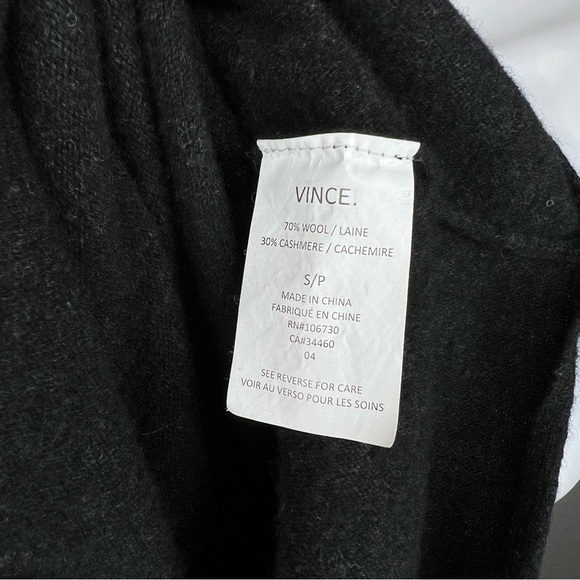 VINCE.
70% WOOL / LAINE
30% CASHMERE / CACHEMIRE
S/P
MADE IN CHINA
FABRIQUÉ EN CHINE
RN#106730
CA#34460
04
SEE REVERSE FOR CARE
VOIR AU VERSO POUR LES SOINS